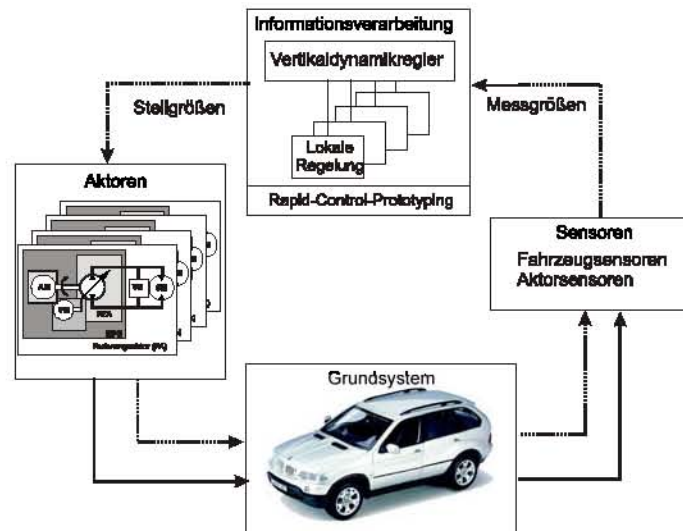 Informationsverarbeitung
Vertikaldynamikregler
Stellgrößen
Messgrößen
Lokale
Regelung
Rapid-Control-Prototyping
Aktoren
Sensoren
Fahrzeugsensoren
Aktorsensoren
Grundsystem